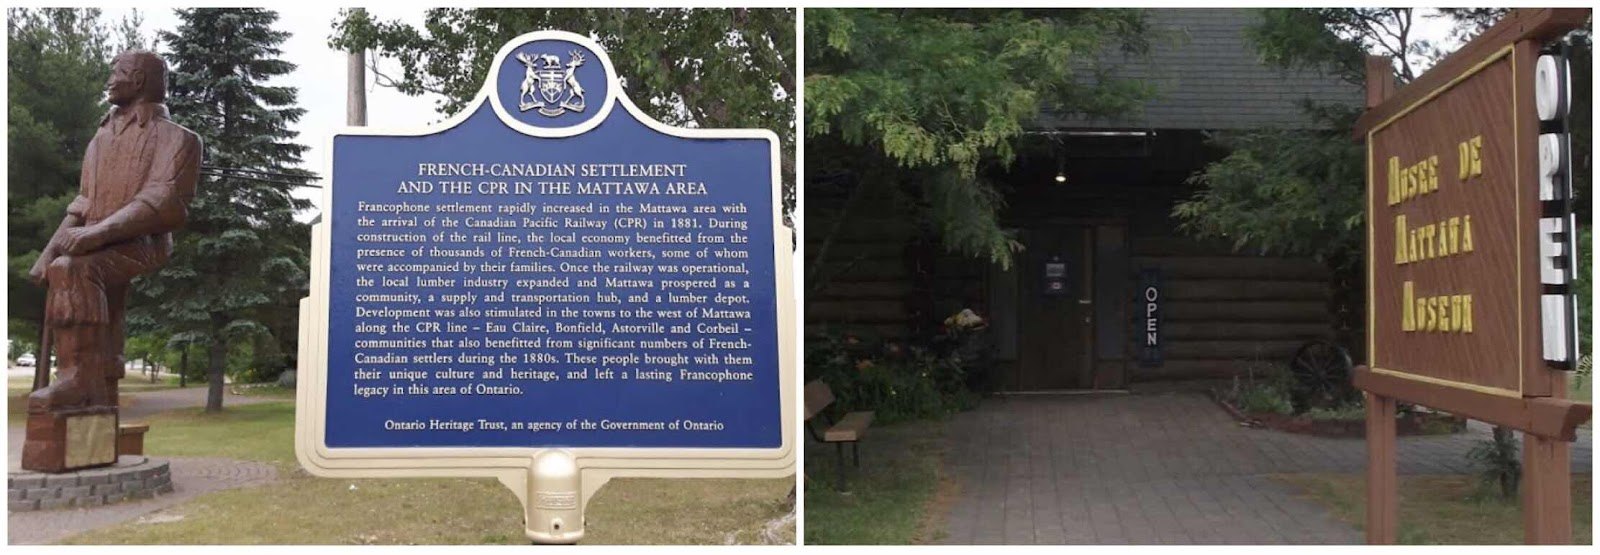 FRENCH-CANADIAN SETTLEMENT
AND THE CPR IN THE MATTAWA AREA
Francophone settlement rapidly increased in the Mattawa area with
the arrival of the Canadian Pacific Railway (CPR) in 1881. During
construction of the rail line, the local economy benefitted from the
presence of thousands of French-Canadian workers, some of whom
were accompanied by their families. Once the railway was operational,
the local lumber industry expanded and Mattawa prospered as a
community, a supply and transportation hub, and a lumber depot.
Development was also stimulated in the towns to the west of Mattawa
along the CPR line – Eau Claire, Bonfield, Astorville and Corbeil –
communities that also benefitted from significant numbers of French-
Canadian settlers during the 1880s. These people brought with them
their unique culture and heritage, and left a lasting Francophone
legacy in this area of Ontario.
Ontario Heritage Trust, an agency of the Government of Ontario
OPEN
MUSÉE DE
MATTAWA
MUSEUM
OPEN